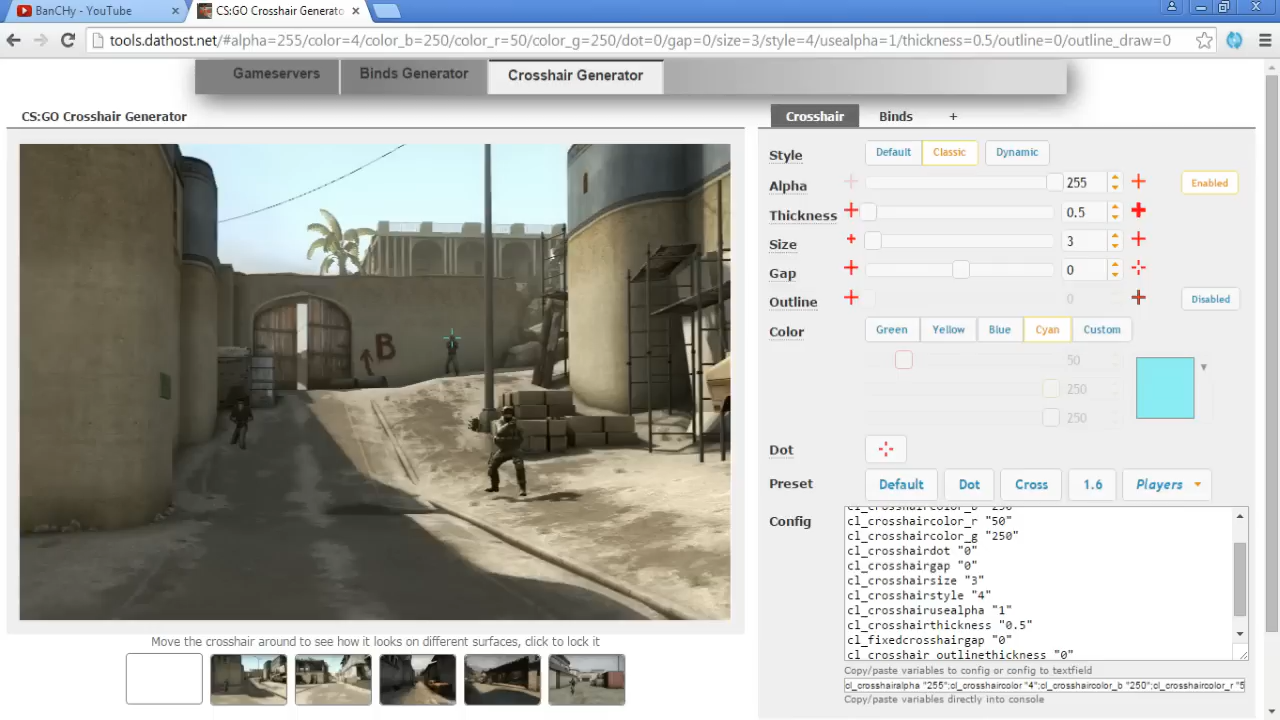 BanCHy - YouTube
CS:GO Crosshair Generato
tools.dathost.net/#alpha=255/color=4/color_b=250/color_r=50/color_g=250/dot=0/gap=0/size=3/style=4/usealpha=1/thickness=0.5/outline=0/outline_draw=0
Gameservers
Binds Generator
Crosshair Generator
CS:GO Crosshair Generator
Crosshair
Binds
+
Style
Default
Classic
Dynamic
Alpha
255
Enabled
Thickness
0.5
Size
3
Gap
0
Outline
0
Disabled
Color
Green
Yellow
Blue
Cyan
Custom
50
250
250
B
Dot
Preset
Default
Dot
Cross
1.6
Players
Config
cl_crosshaircolor_b "250"
cl_crosshaircolor_r "50"
cl_crosshaircolor_g "250"
cl_crosshairdot "0"
cl_crosshairgap "0"
cl_crosshairsize "3"
cl_crosshairstyle "4"
cl_crosshairusealpha "1"
cl_crosshairthickness "0.5"
cl_fixedcrosshairgap "0"
cl_crosshair_outlinethickness "0"
Copy/paste variables to config or config to textfield
cl_crosshairalpha "255";cl_crosshaircolor "4";cl_crosshaircolor_b "250";cl_crosshaircolor_r "5
Copy/paste variables directly into console
Move the crosshair around to see how it looks on different surfaces, click to lock it